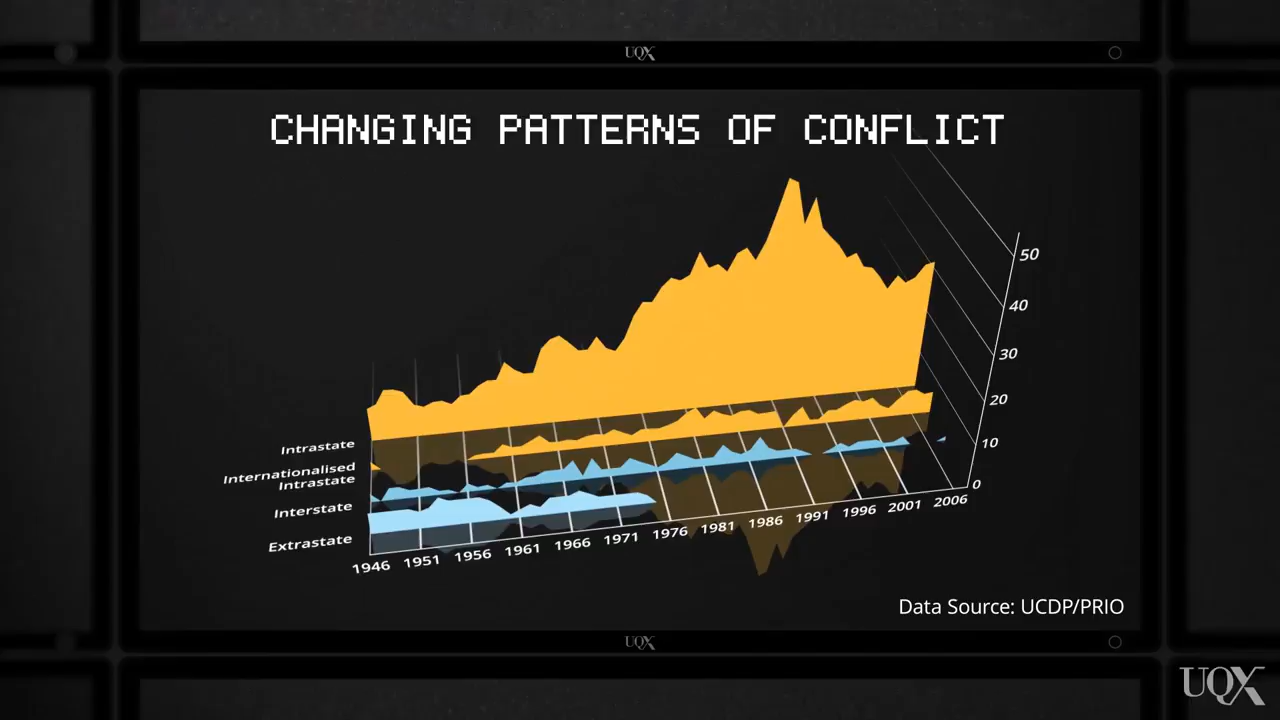 UQX
CHANGING PATTERNS OF CONFLICT
50
40
30
20
10
0
Intrastate
Internationalised
Intrastate
Interstate
Extrastate
1946 1951 1956 1961 1966 1971 1976 1981 1986 1991 1996 2001 2006
Data Source: UCDP/PRIO
UQX
UQX